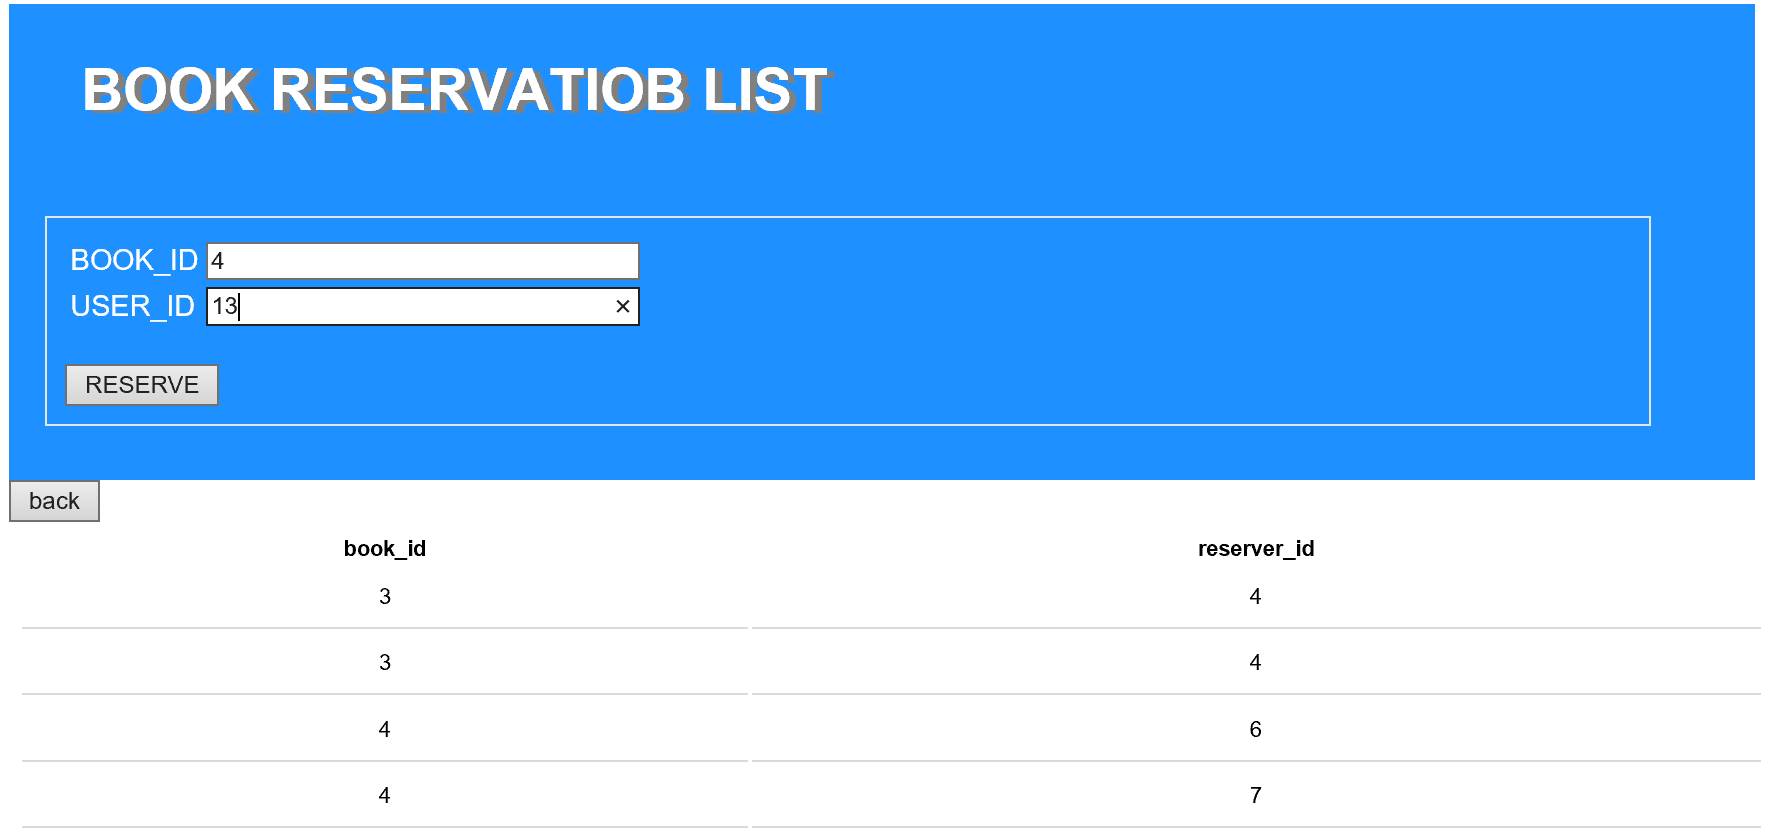 BOOK RESERVATIOB LIST
BOOK_ID 4
USER_ID 13 ×
RESERVE
back
book_id reserver_id
3 4
3 4
4 6
4 7